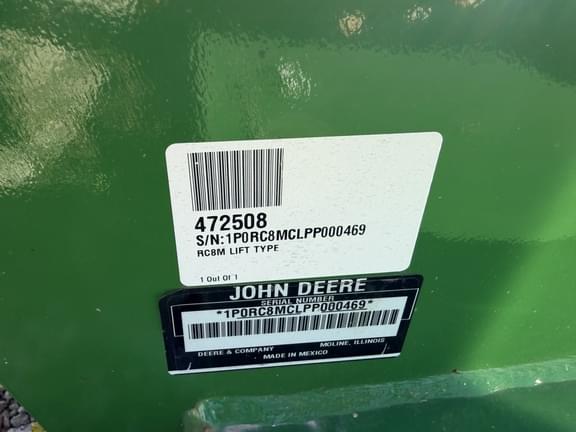 472508
S/N:1P0RC8MCLPP000469
RC8M LIFT TYPE
1 Out Of 1
JOHN DEERE
SERIAL NUMBER
*1P0RC8MCLPP000469*
DEERE & COMPANY MOLINE, ILLINOIS
MADE IN MEXICO